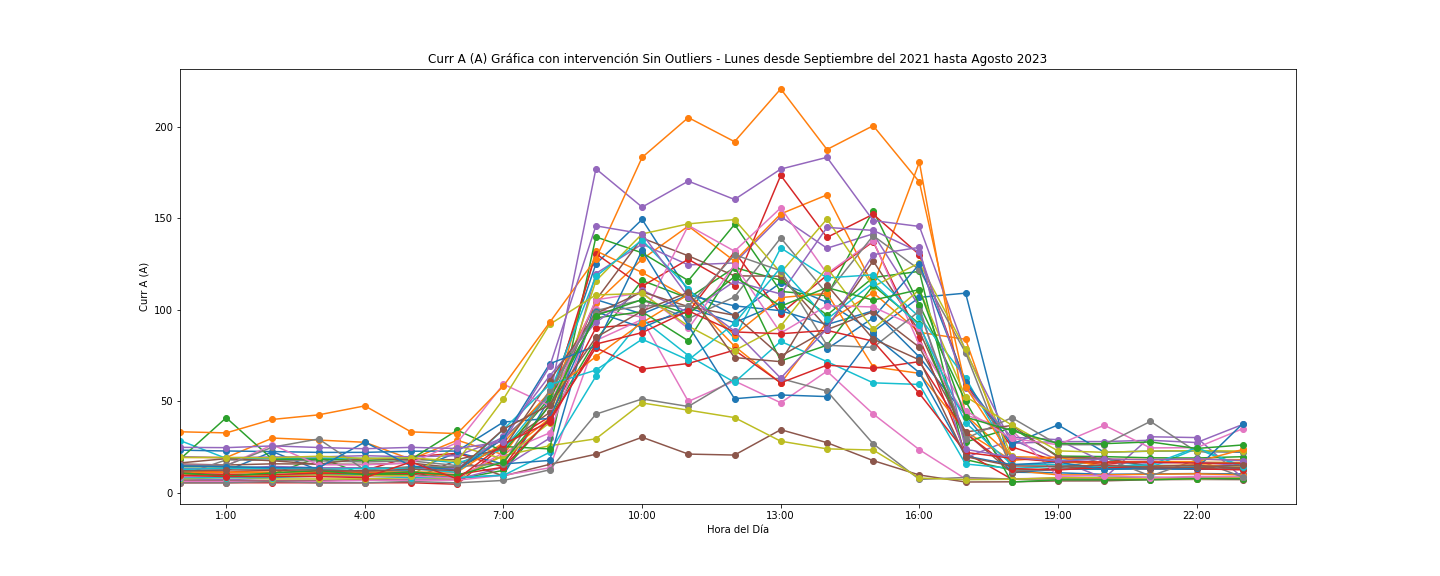 Curr A (A) Gráfica con intervención Sin Outliers - Lunes desde Septiembre del 2021 hasta Agosto 2023
200
150
100
50
0
Curr A (A)
1:00 4:00 7:00 10:00 13:00 16:00 19:00 22:00
Hora del Día